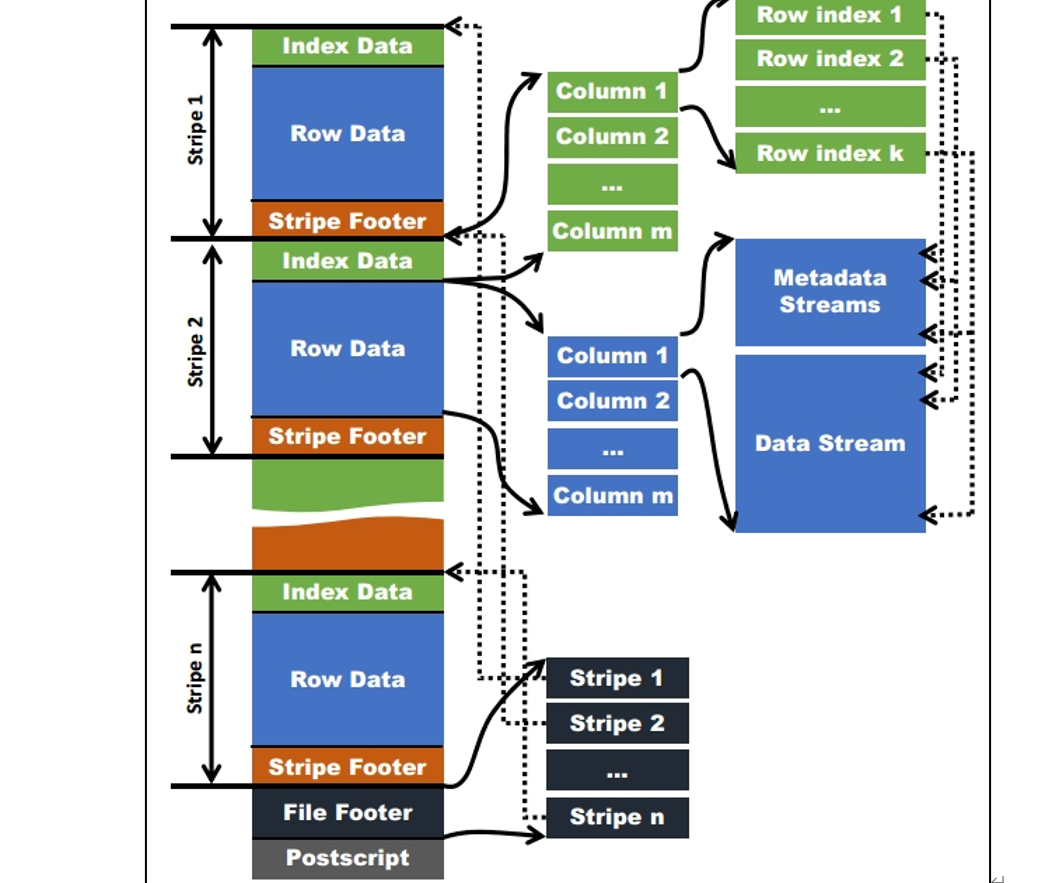 Stripe 1
Index Data
Row Data
Stripe Footer
Stripe 2
Index Data
Row Data
Stripe Footer
Stripe n
Index Data
Row Data
Stripe Footer
File Footer
Postscript
Column 1
Column 2
...
Column m
Column 1
Column 2
...
Column m
Stripe 1
Stripe 2
...
Stripe n
Row index 1
Row index 2
...
Row index k
Metadata
Streams
Data Stream